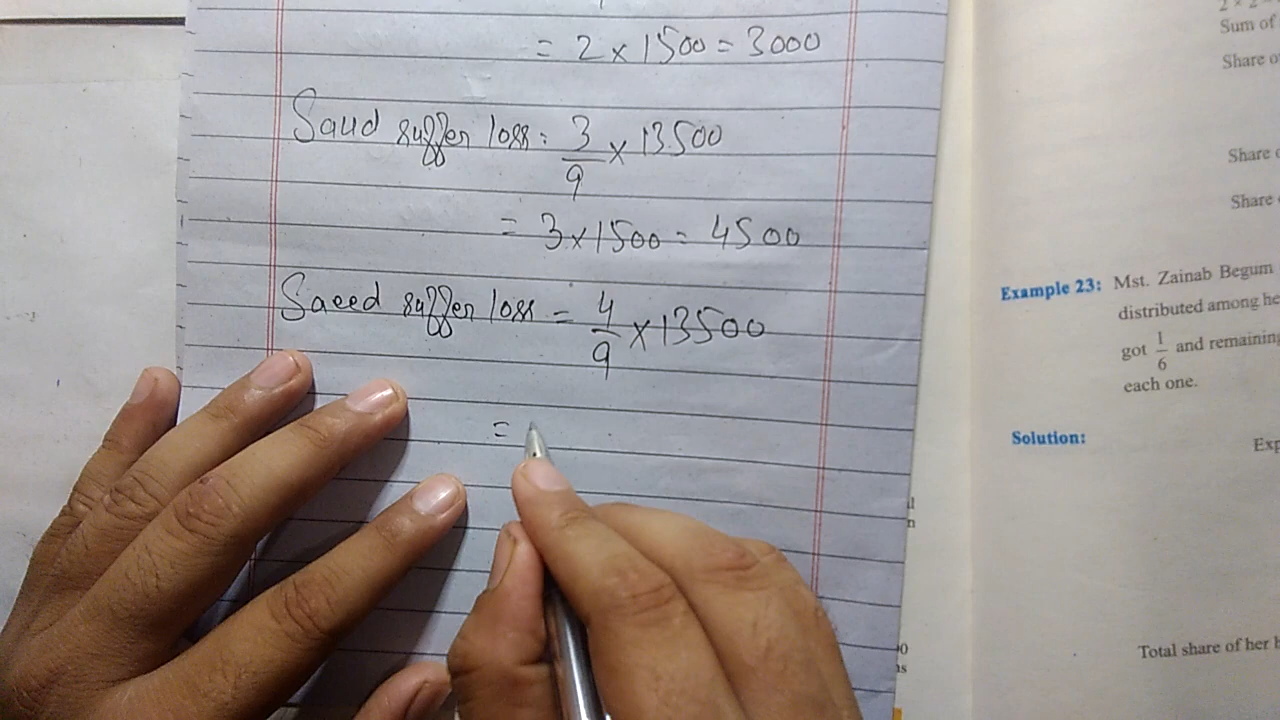 = 2 × 1500 = 3000
Saud suffer loss = 3/9 × 13500
= 3 × 1500 = 4500
Saeed suffer loss = 4/9 × 13500
=
Sum of
Share
Share
Share
Example 23: Mst. Zainab Begum
distributed among he
got 1/6 and remaining
each one.
Solution:
Exp
Total share of her b